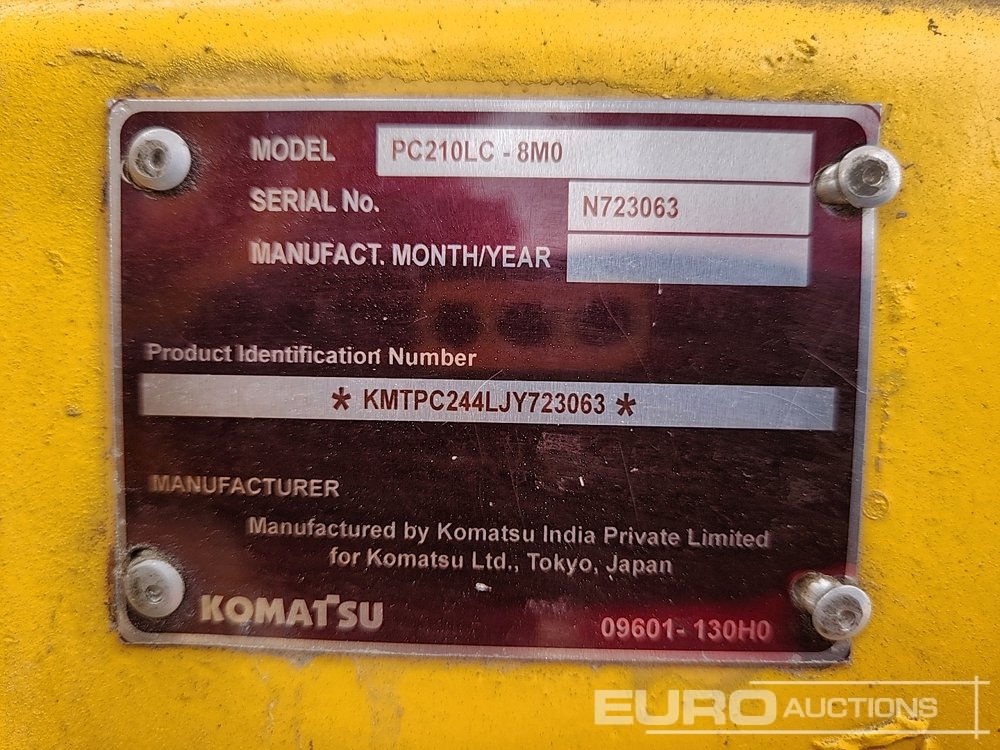 MODEL PC210LC - 8M0
SERIAL No. N723063
MANUFACT. MONTH/YEAR
Product Identification Number
* KMTPC244LJY723063 *
MANUFACTURER
Manufactured by Komatsu India Private Limited
for Komatsu Ltd., Tokyo, Japan
KOMATSU 09601- 130H0
EURO AUCTIONS